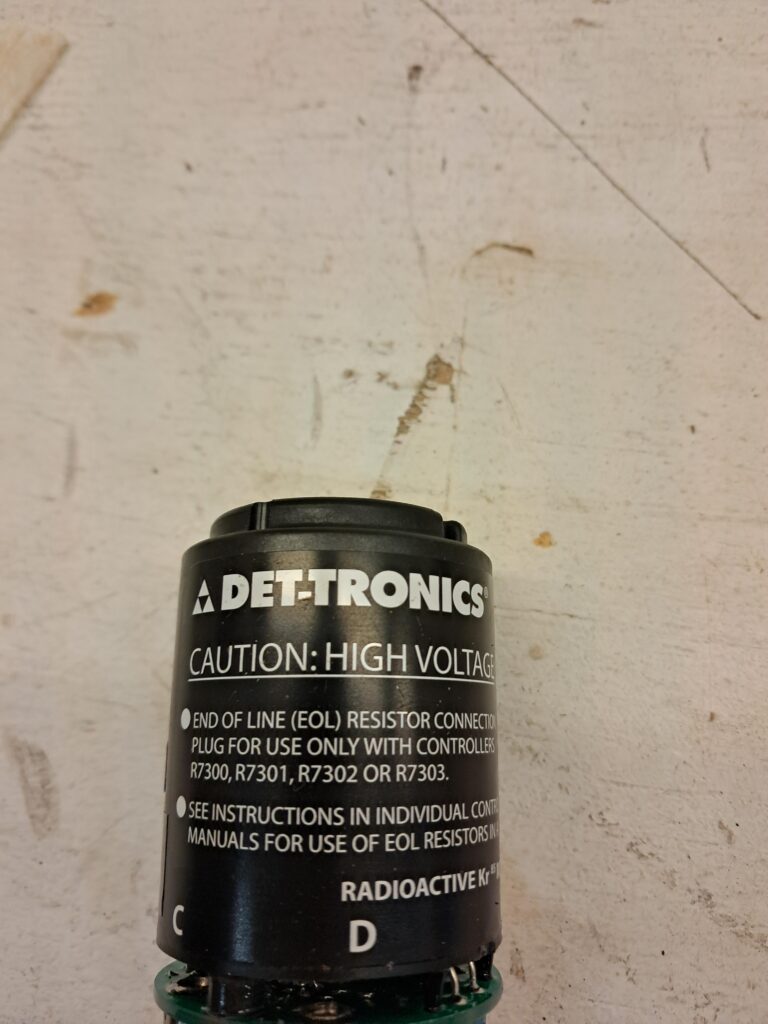 DET-TRONICS®
CAUTION: HIGH VOLTAGE
END OF LINE (EOL) RESISTOR CONNECTION
PLUG FOR USE ONLY WITH CONTROLLERS
R7300, R7301, R7302 OR R7303.
SEE INSTRUCTIONS IN INDIVIDUAL
MANUALS FOR USE OF EOL RESISTORS IN
RADIOACTIVE Kr 85
C
D